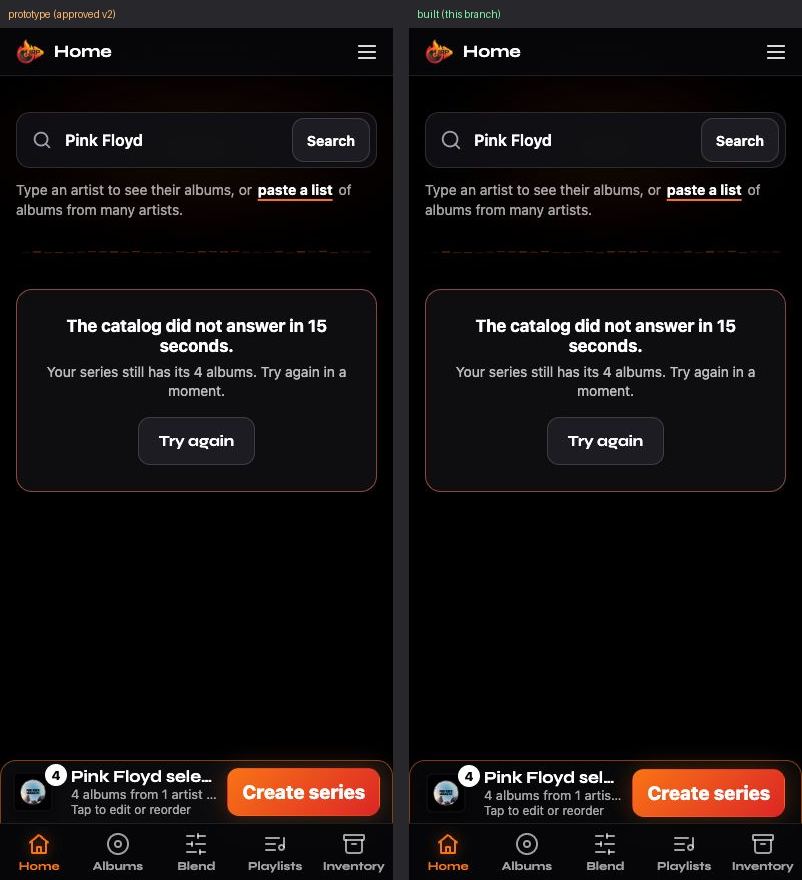 prototype (approved v2)
Home
Pink Floyd
Search
Type an artist to see their albums, or paste a list of
albums from many artists.
The catalog did not answer in 15
seconds.
Your series still has its 4 albums. Try again in a
moment.
Try again
4
Pink Floyd sele...
4 albums from 1 artist ...
Tap to edit or reorder
Create series
Home
Albums
Blend
Playlists
Inventory
built (this branch)
Home
Pink Floyd
Search
Type an artist to see their albums, or paste a list of
albums from many artists.
The catalog did not answer in 15
seconds.
Your series still has its 4 albums. Try again in a
moment.
Try again
4
Pink Floyd sel...
4 albums from 1 artis...
Tap to edit or reorder
Create series
Home
Albums
Blend
Playlists
Inventory